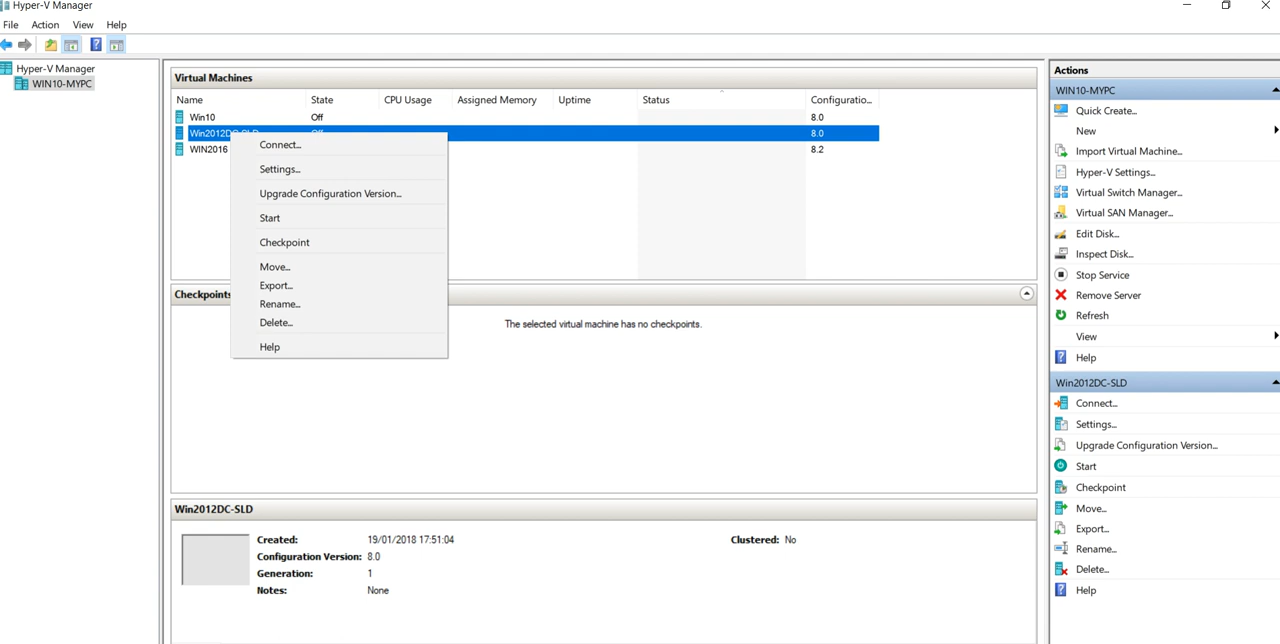 Hyper-V Manager
File Action View Help
Hyper-V Manager
WIN10-MYPC
Virtual Machines
Name State CPU Usage Assigned Memory Uptime Status Configuratio...
Win10 Off 8.0
Win2012DC-SLD Off 8.0
WIN2016 8.2
Connect...
Settings...
Upgrade Configuration Version...
Start
Checkpoint
Move...
Export...
Rename...
Delete...
Help
Checkpoints
The selected virtual machine has no checkpoints.
Win2012DC-SLD
Created: 19/01/2018 17:51:04 Clustered: No
Configuration Version: 8.0
Generation: 1
Notes: None
Actions
WIN10-MYPC
Quick Create...
New
Import Virtual Machine...
Hyper-V Settings...
Virtual Switch Manager...
Virtual SAN Manager...
Edit Disk...
Inspect Disk...
Stop Service
Remove Server
Refresh
View
Help
Win2012DC-SLD
Connect...
Settings...
Upgrade Configuration Version...
Start
Checkpoint
Move...
Export...
Rename...
Delete...
Help